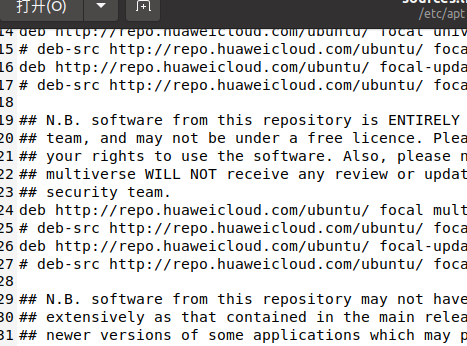 打开(O)
/etc/apt
14 deb http://repo.huaweicloud.com/ubuntu/ focal univ
15 # deb-src http://repo.huaweicloud.com/ubuntu/ foca
16 deb http://repo.huaweicloud.com/ubuntu/ focal-upda
17 # deb-src http://repo.huaweicloud.com/ubuntu/ foca
18
19 ## N.B. software from this repository is ENTIRELY
20 ## team, and may not be under a free licence. Plea
21 ## your rights to use the software. Also, please n
22 ## multiverse WILL NOT receive any review or updat
23 ## security team.
24 deb http://repo.huaweicloud.com/ubuntu/ focal mult
25 # deb-src http://repo.huaweicloud.com/ubuntu/ foca
26 deb http://repo.huaweicloud.com/ubuntu/ focal-upda
27 # deb-src http://repo.huaweicloud.com/ubuntu/ foca
28
29 ## N.B. software from this repository may not have
30 ## extensively as that contained in the main relea
31 ## newer versions of some applications which may p